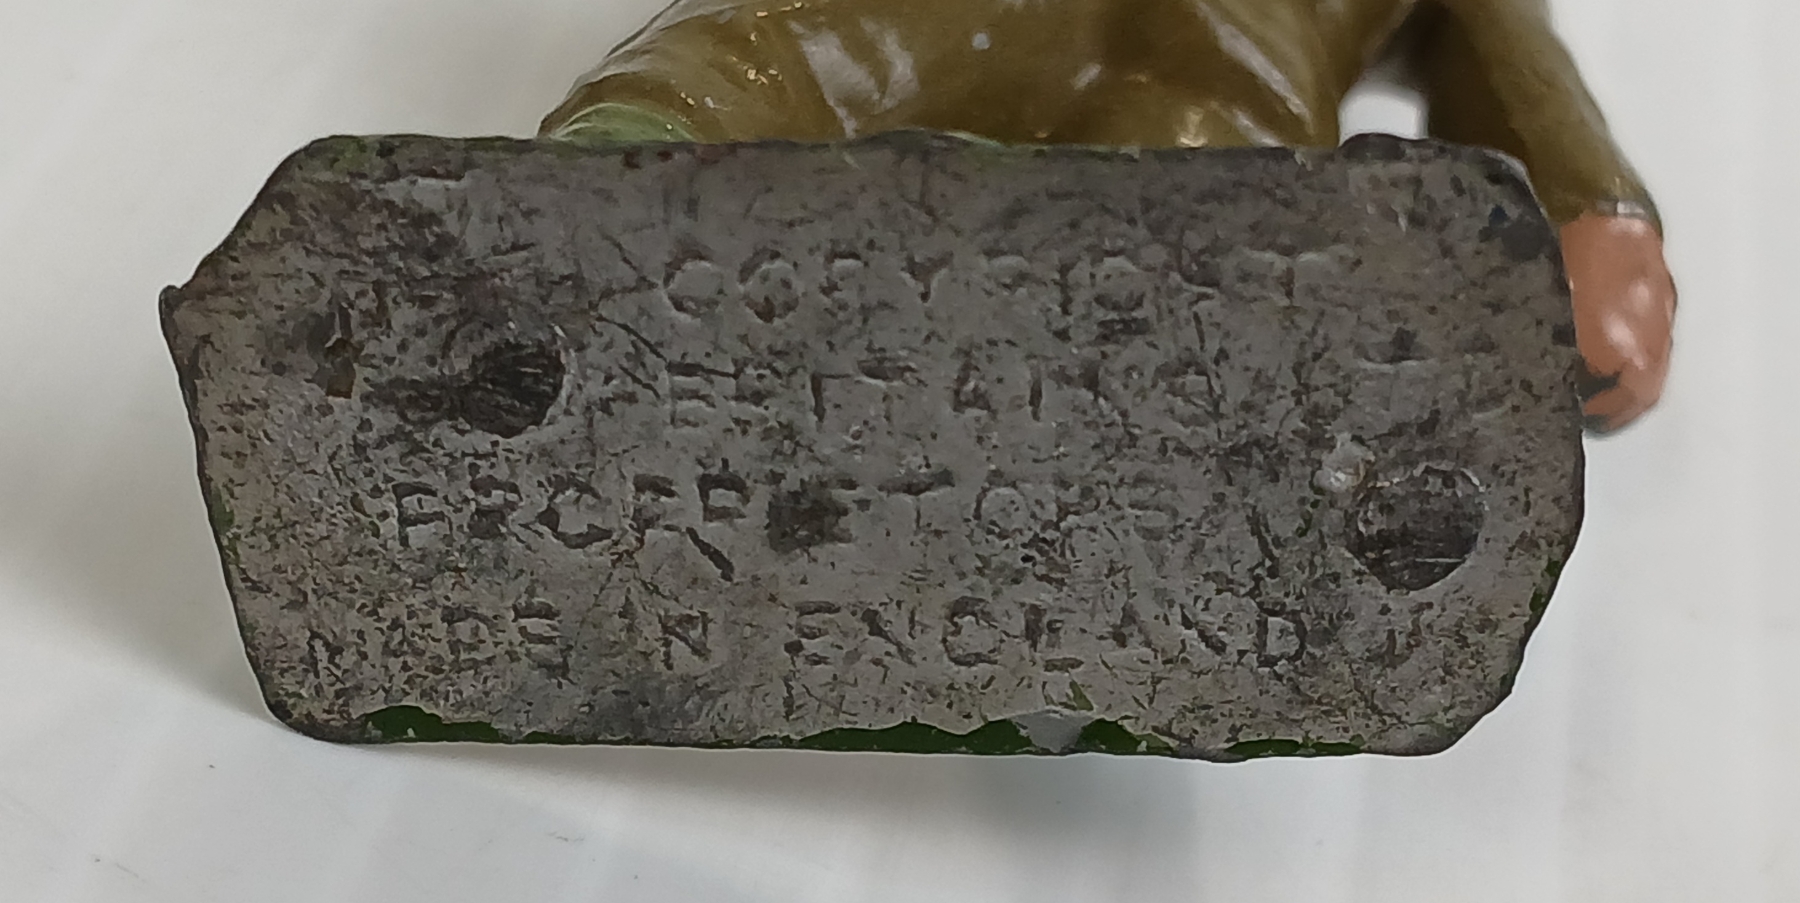 COPYRIGHT
BRITAINS
PROPRIETORS
MADE IN ENGLAND